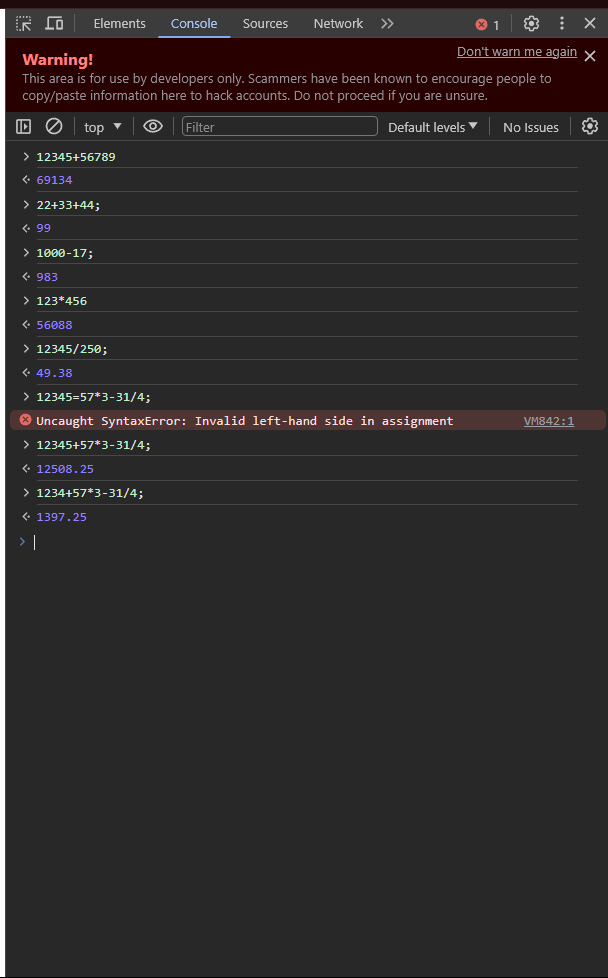 Elements Console Sources Network 1
Warning! Don't warn me again
This area is for use by developers only. Scammers have been known to encourage people to
copy/paste information here to hack accounts. Do not proceed if you are unsure.
top Filter Default levels No Issues
12345+56789
69134
22+33+44;
99
1000-17;
983
123*456
56088
12345/250;
49.38
12345=57*3-31/4;
Uncaught SyntaxError: Invalid left-hand side in assignment VM842:1
12345+57*3-31/4;
12508.25
1234+57*3-31/4;
1397.25